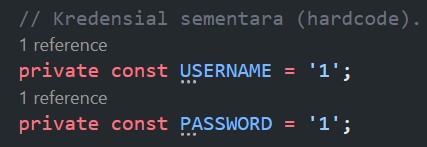 // Kredensial sementara (hardcode).
1 reference
private const USERNAME = '1';
1 reference
private const PASSWORD = '1';